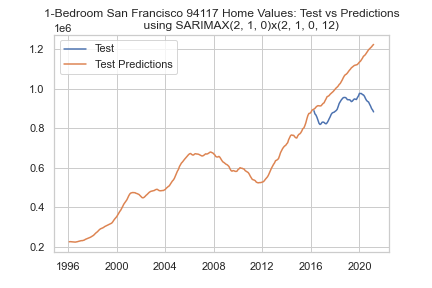 1-Bedroom San Francisco 94117 Home Values: Test vs Predictions
using SARIMAX(2, 1, 0)x(2, 1, 0, 12)
1e6
Test
Test Predictions
1.2
1.0
0.8
0.6
0.4
0.2
1996 2000 2004 2008 2012 2016 2020